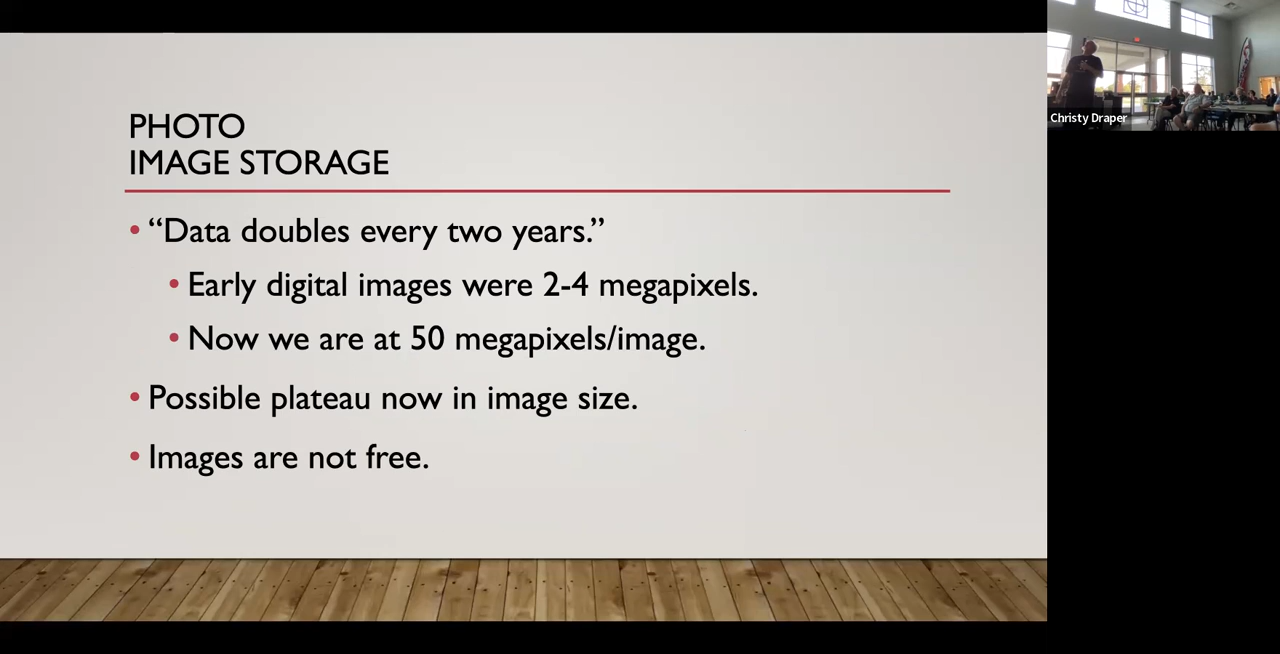 PHOTO
IMAGE STORAGE
• “Data doubles every two years.”
• Early digital images were 2-4 megapixels.
• Now we are at 50 megapixels/image.
• Possible plateau now in image size.
• Images are not free.
Christy Draper